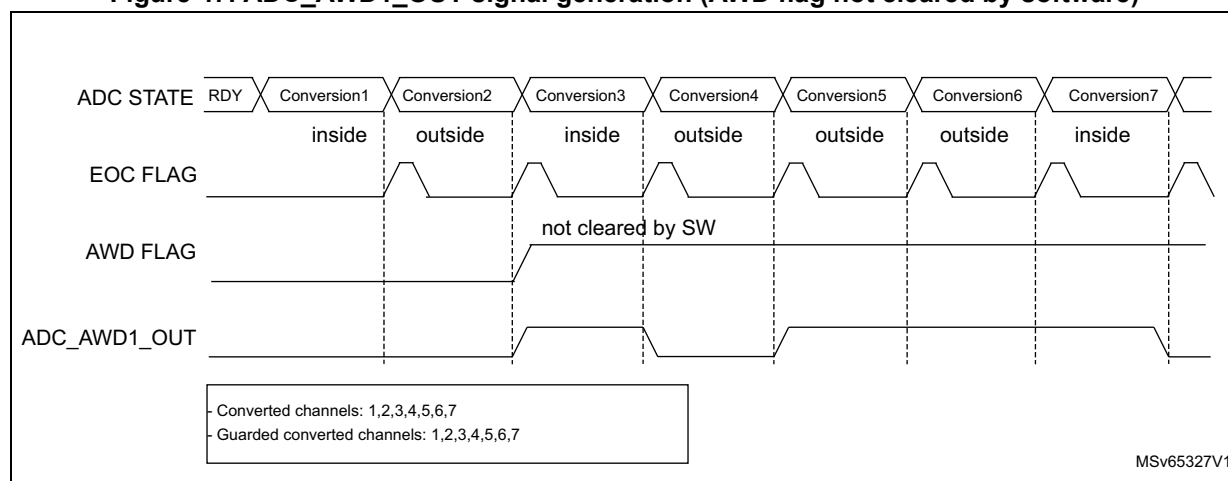 ADC STATE RDY Conversion1 Conversion2 Conversion3 Conversion4 Conversion5 Conversion6 Conversion7
inside outside inside outside outside outside inside
EOC FLAG
not cleared by SW
AWD FLAG
ADC_AWD1_OUT
- Converted channels: 1,2,3,4,5,6,7
- Guarded converted channels: 1,2,3,4,5,6,7
MSv65327V1